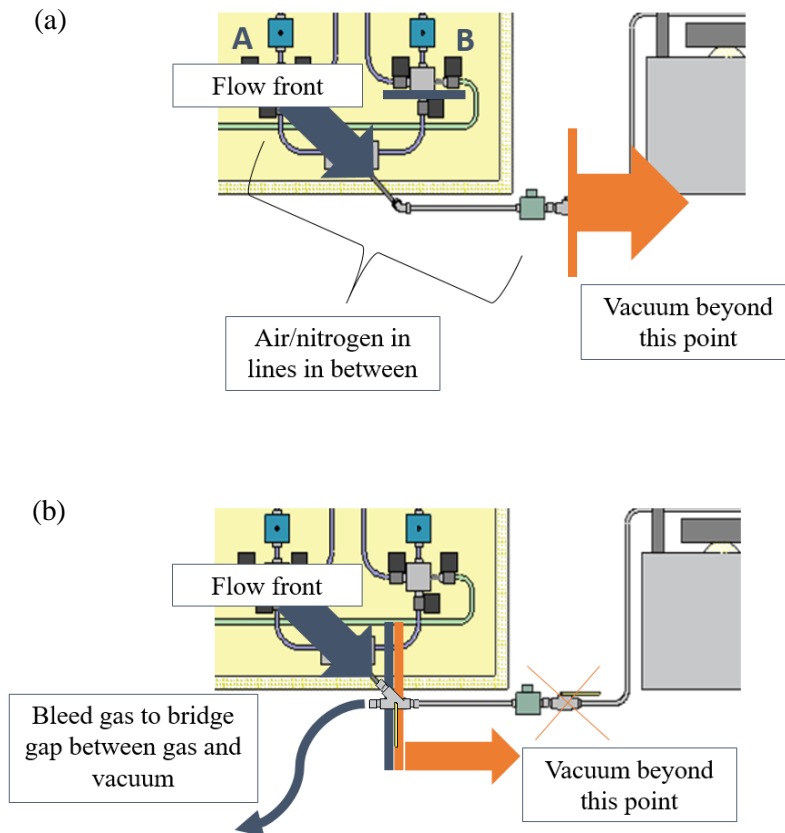 (a)
A
B
Flow front
Air/nitrogen in
lines in between
Vacuum beyond
this point
(b)
Flow front
Bleed gas to bridge
gap between gas and
vacuum
Vacuum beyond
this point